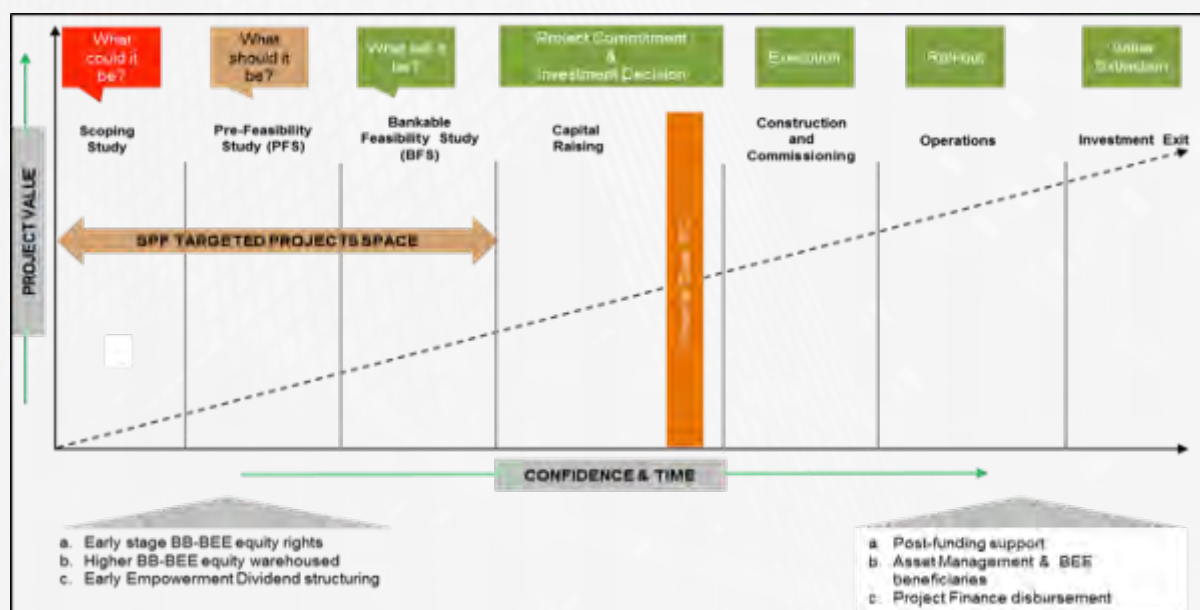 What
could it
be?
What
should it
be?
What will it
be?
Project Commitment
&
Investment Decision
Execution
Roll-out
Value
Extraction
Scoping
Study
Pre-Feasibility
Study (PFS)
Bankable
Feasibility Study
(BFS)
Capital
Raising
Construction
and
Commissioning
Operations
Investment Exit
PROJECT VALUE
SPF TARGETED PROJECTS SPACE
CONFIDENCE & TIME
a. Early stage BB-BEE equity rights
b. Higher BB-BEE equity warehoused
c. Early Empowerment Dividend structuring
a. Post-funding support
b. Asset Management & BEE
beneficiaries
c. Project Finance disbursement